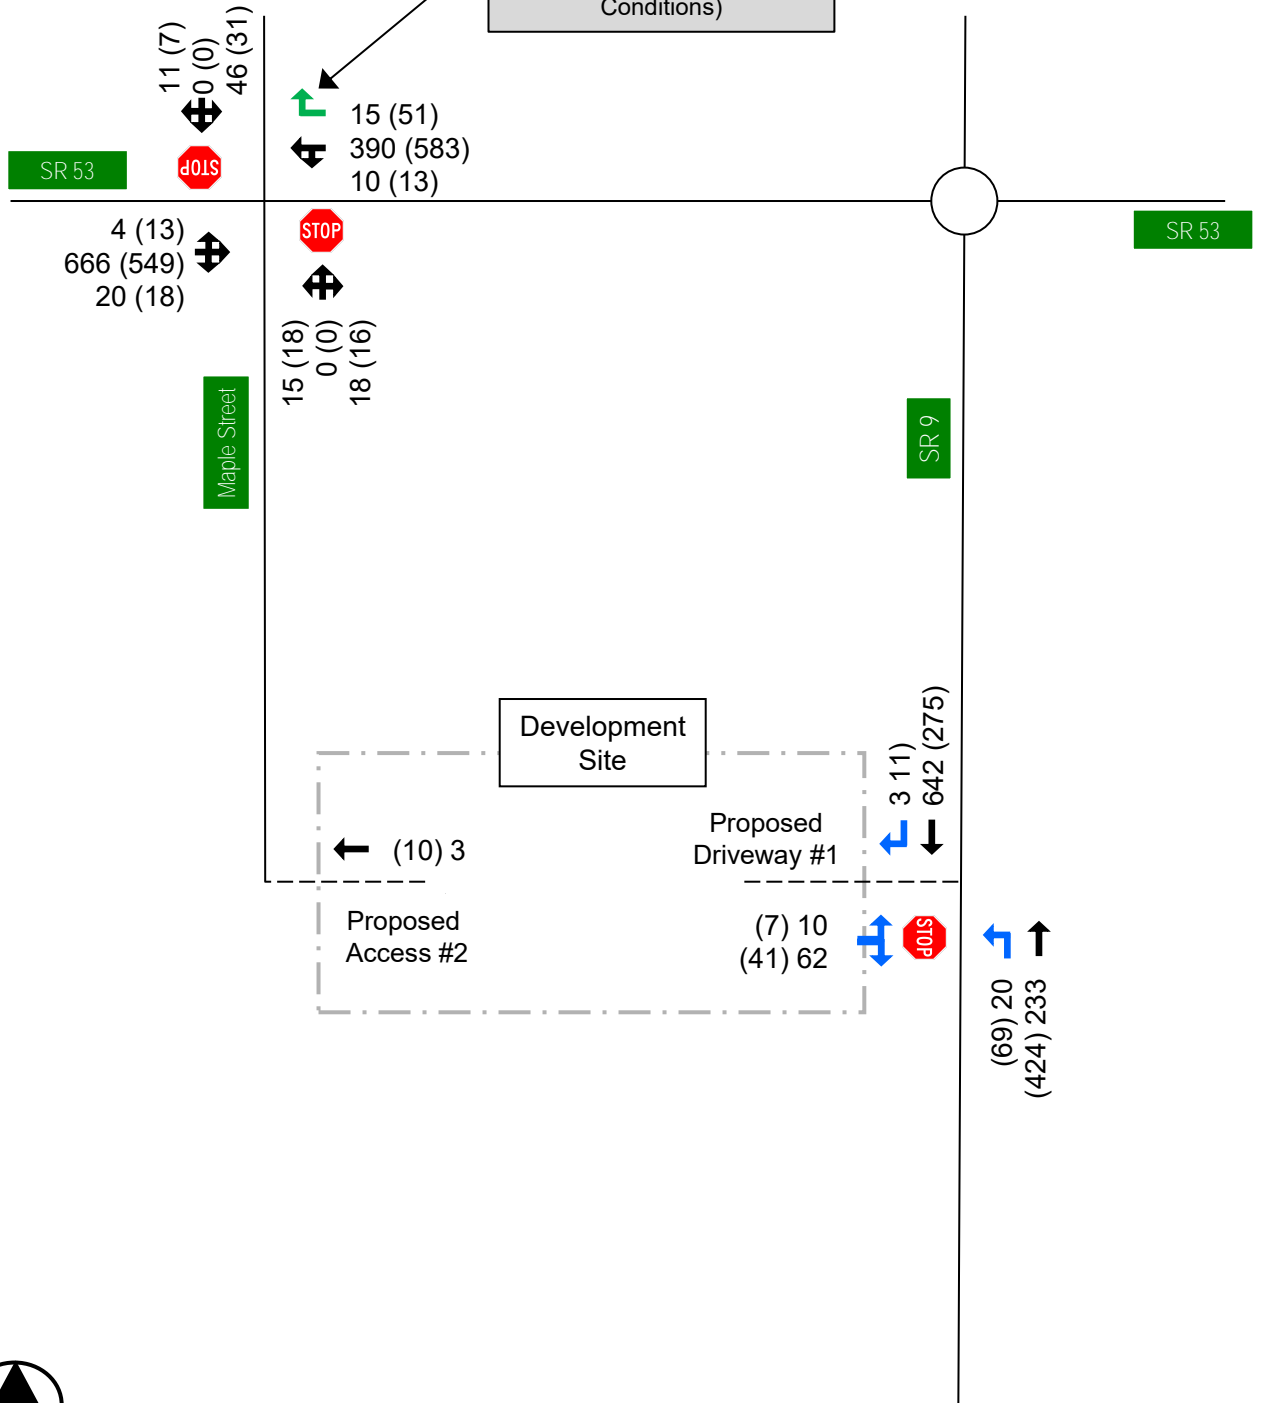 Conditions)
11 (7)
0 (0)
46 (31)
15 (51)
390 (583)
10 (13)
SR 53
STOP
4 (13)
666 (549)
20 (18)
STOP
SR 53
15 (18)
0 (0)
18 (16)
Maple Street
SR 9
Development
Site
3 11)
642 (275)
(10) 3
Proposed
Driveway #1
Proposed
Access #2
(7) 10
(41) 62
STOP
(69) 20
(424) 233